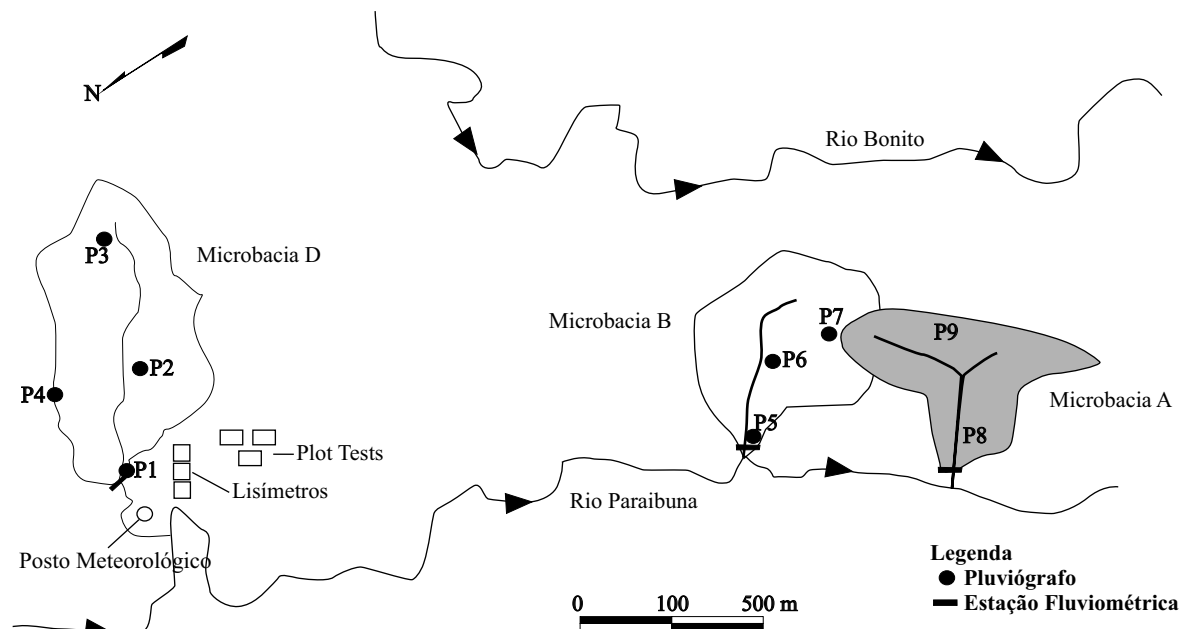 N
Rio Bonito
P3
Microbacia D
P2
P4
P1
Plot Tests
Lisímetros
Posto Meteorológico
Microbacia B
P7
P6
P5
P9
Microbacia A
P8
Rio Paraibuna
0 100 500 m
Legenda
Pluviógrafo
Estação Fluviométrica